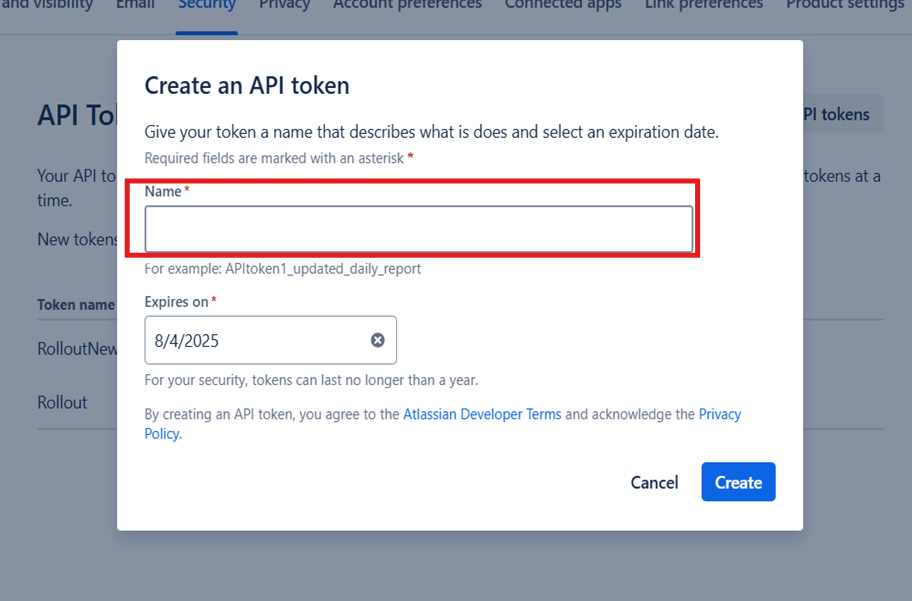 and visibility Email Security Privacy Account preferences Connected apps Link preferences Product settings
Create an API token
API To
PI tokens
Give your token a name that describes what is does and select an expiration date.
Required fields are marked with an asterisk *
Your API to
tokens at a
time.
Name *
New tokens
For example: APItoken1_updated_daily_report
Token name
Expires on *
8/4/2025
RolloutNew
For your security, tokens can last no longer than a year.
Rollout
By creating an API token, you agree to the Atlassian Developer Terms and acknowledge the Privacy
Policy.
Cancel Create